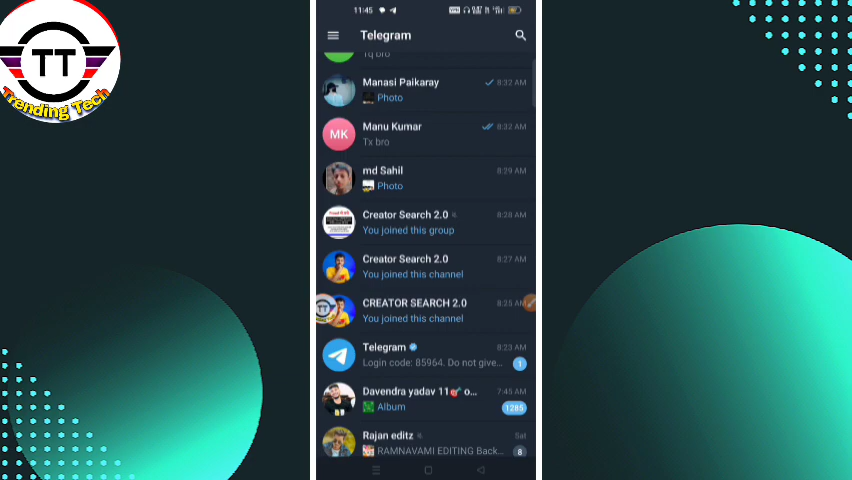 TT
Trending Tech
11:45
Telegram
Tq bro
Manasi Paikaray 8:32 AM
Photo
MK
Manu Kumar 8:32 AM
Tx bro
md Sahil 8:29 AM
Photo
Creator Search 2.0 8:28 AM
You joined this group
Creator Search 2.0 8:27 AM
You joined this channel
CREATOR SEARCH 2.0 8:25 AM
You joined this channel
Telegram 8:23 AM
Login code: 85964. Do not give... 1
Davendra yadav 11 o... 7:45 AM
Album 1285
Rajan editz Sat
RAMNAVAMI EDITING Back... 8